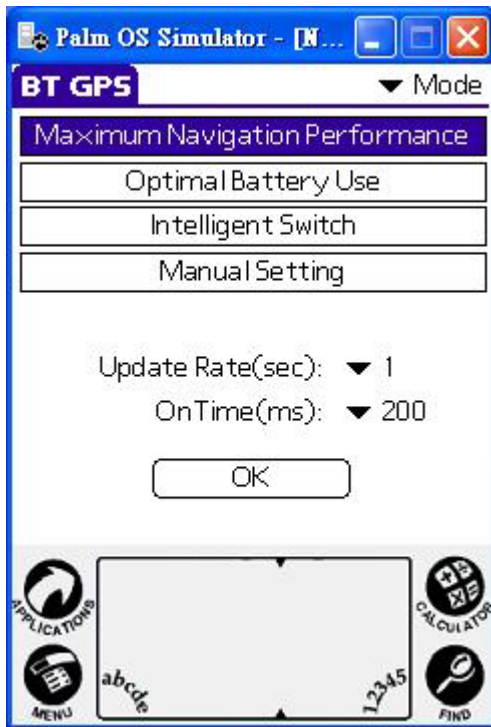 Palm OS Simulator - [N...
BT GPS
Mode
Maximum Navigation Performance
Optimal Battery Use
Intelligent Switch
Manual Setting
Update Rate(sec): 1
OnTime(ms): 200
OK
APPLICATIONS
CALCULATOR
abcde
12345
MENU
FIND